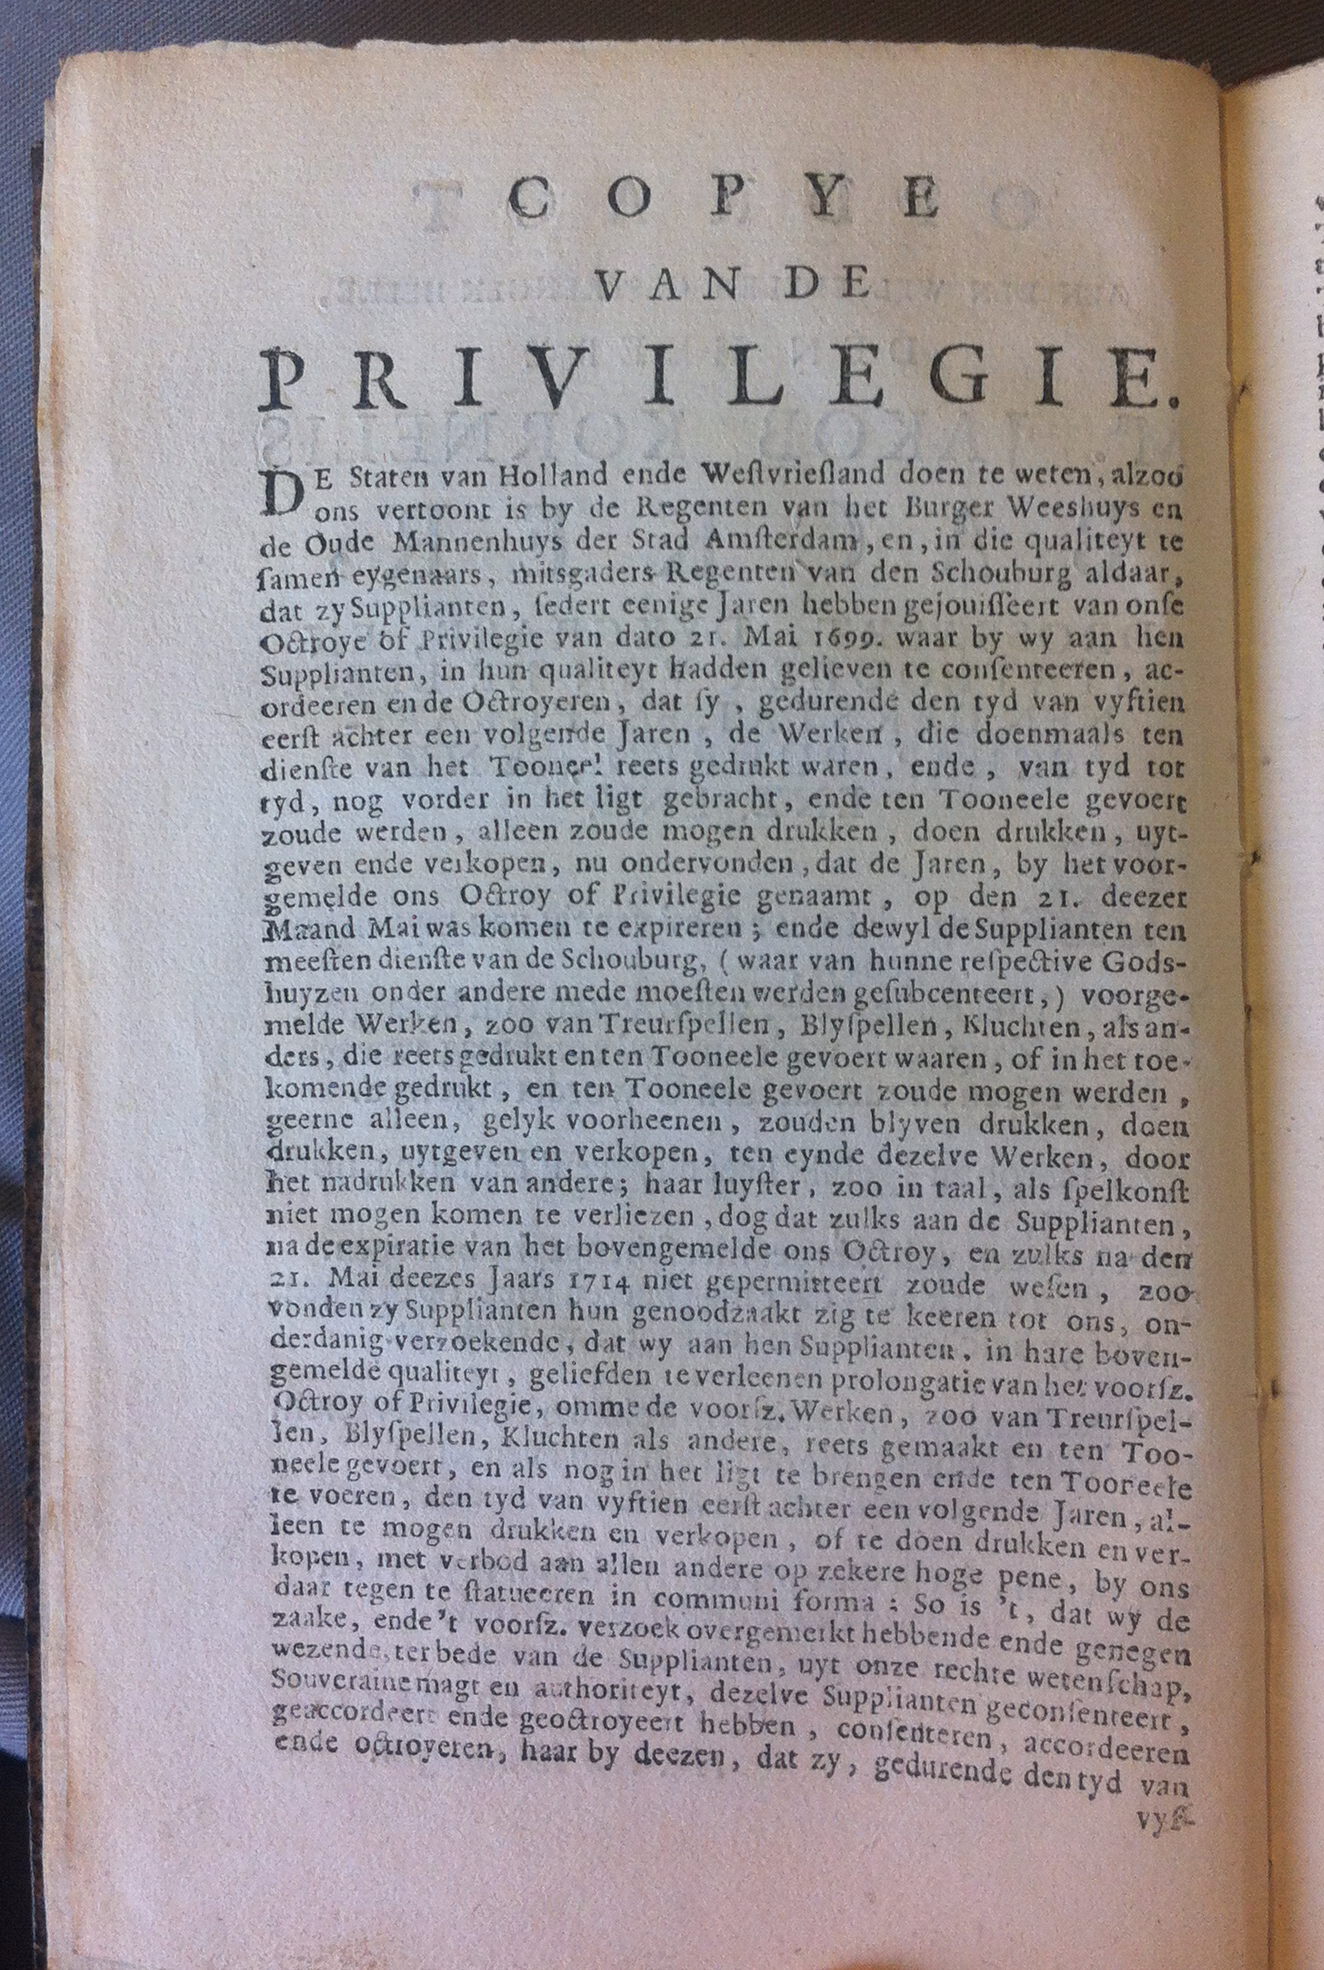 COPYE
VAN DE
PRIVILEGIE.
DE Staten van Holland ende Weſtvrieſland doen te weten, alzoo
ons vertoont is by de Regenten van het Burger Weeshuys en
de Oude Mannenhuys der Stad Amſterdam, en, in die qualiteyt te
ſamen eygenaars, mitsgaders Regenten van den Schouburg aldaar,
dat zy Supplianten, ſedert eenige Jaren hebben gejouiſſeert van onſe
Octroye of Privilegie van dato 21. Mai 1699. waar by wy aan hen
Supplianten, in hun qualiteyt hadden gelieven te conſenteeren, ac-
ordeeren ende Octroyeren, dat ſy, gedurende den tyd van vyftien
eerſt achter een volgende Jaren, de Werken, die doenmaals ten
dienſte van het Tooneel reets gedrukt waren, ende, van tyd tot
tyd, nog vorder in het ligt gebracht, ende ten Tooneele gevoert
zoude werden, alleen zoude mogen drukken, doen drukken, uyt-
geven ende verkopen, nu ondervonden, dat de Jaren, by het voor-
gemelde ons Octroy of Privilegie genaamt, op den 21. deezer
Maand Mai was komen te expireren; ende dewyl de Supplianten ten
meeſten dienſte van de Schouburg, (waar van hunne reſpective Gods-
huyzen onder andere mede moeſten werden geſubcenteert,) voorge-
melde Werken, zoo van Treurſpellen, Blyſpellen, Kluchten, als an-
ders, die reets gedrukt en ten Tooneele gevoert waaren, of in het toe-
komende gedrukt, en ten Tooneele gevoert zoude mogen werden,
geerne alleen, gelyk voorheenen, zouden blyven drukken, doen
drukken, uytgeven en verkopen, ten eynde dezelve Werken, door
het nadrukken van andere; haar luyſter, zoo in taal, als ſpelkonſt
niet mogen komen te verliezen, dog dat zulks aan de Supplianten,
na de expiratie van het bovengemelde ons Octroy, en zulks na den
21. Mai deezes Jaars 1714 niet gepermitteert zoude weſen, zoo
vonden zy Supplianten hun genoodzaakt zig te keeren tot ons, on-
derdanig verzoekende, dat wy aan hen Supplianten, in hare boven-
gemelde qualiteyt, geliefden te verleenen prolongatie van het voorſz.
Octroy of Privilegie, omme de voorſz. Werken, zoo van Treurſpel-
len, Blyſpellen, Kluchten als andere, reets gemaakt en ten Too-
neele gevoert, en als nog in het ligt te brengen ende ten Tooneele
te voeren, den tyd van vyftien eerſt achter een volgende Jaren, al-
leen te mogen drukken en verkopen, of te doen drukken en ver-
kopen, met verbod aan allen andere op zekere hoge pene, by ons
daar tegen te ſtatueeren in communi forma: So is 't, dat wy de
zaake, ende 't voorſz. verzoek overgemerkt hebbende ende genegen
wezende, ter bede van de Supplianten, uyt onze rechte wetenſchap,
Souveraine magt en authoriteyt, dezelve Supplianten geconſenteert,
geaccordeert ende geoctroyeert hebben, conſenteren, accordeeren
ende octroyeren, haar by deezen, dat zy, gedurende den tyd van
vyf-